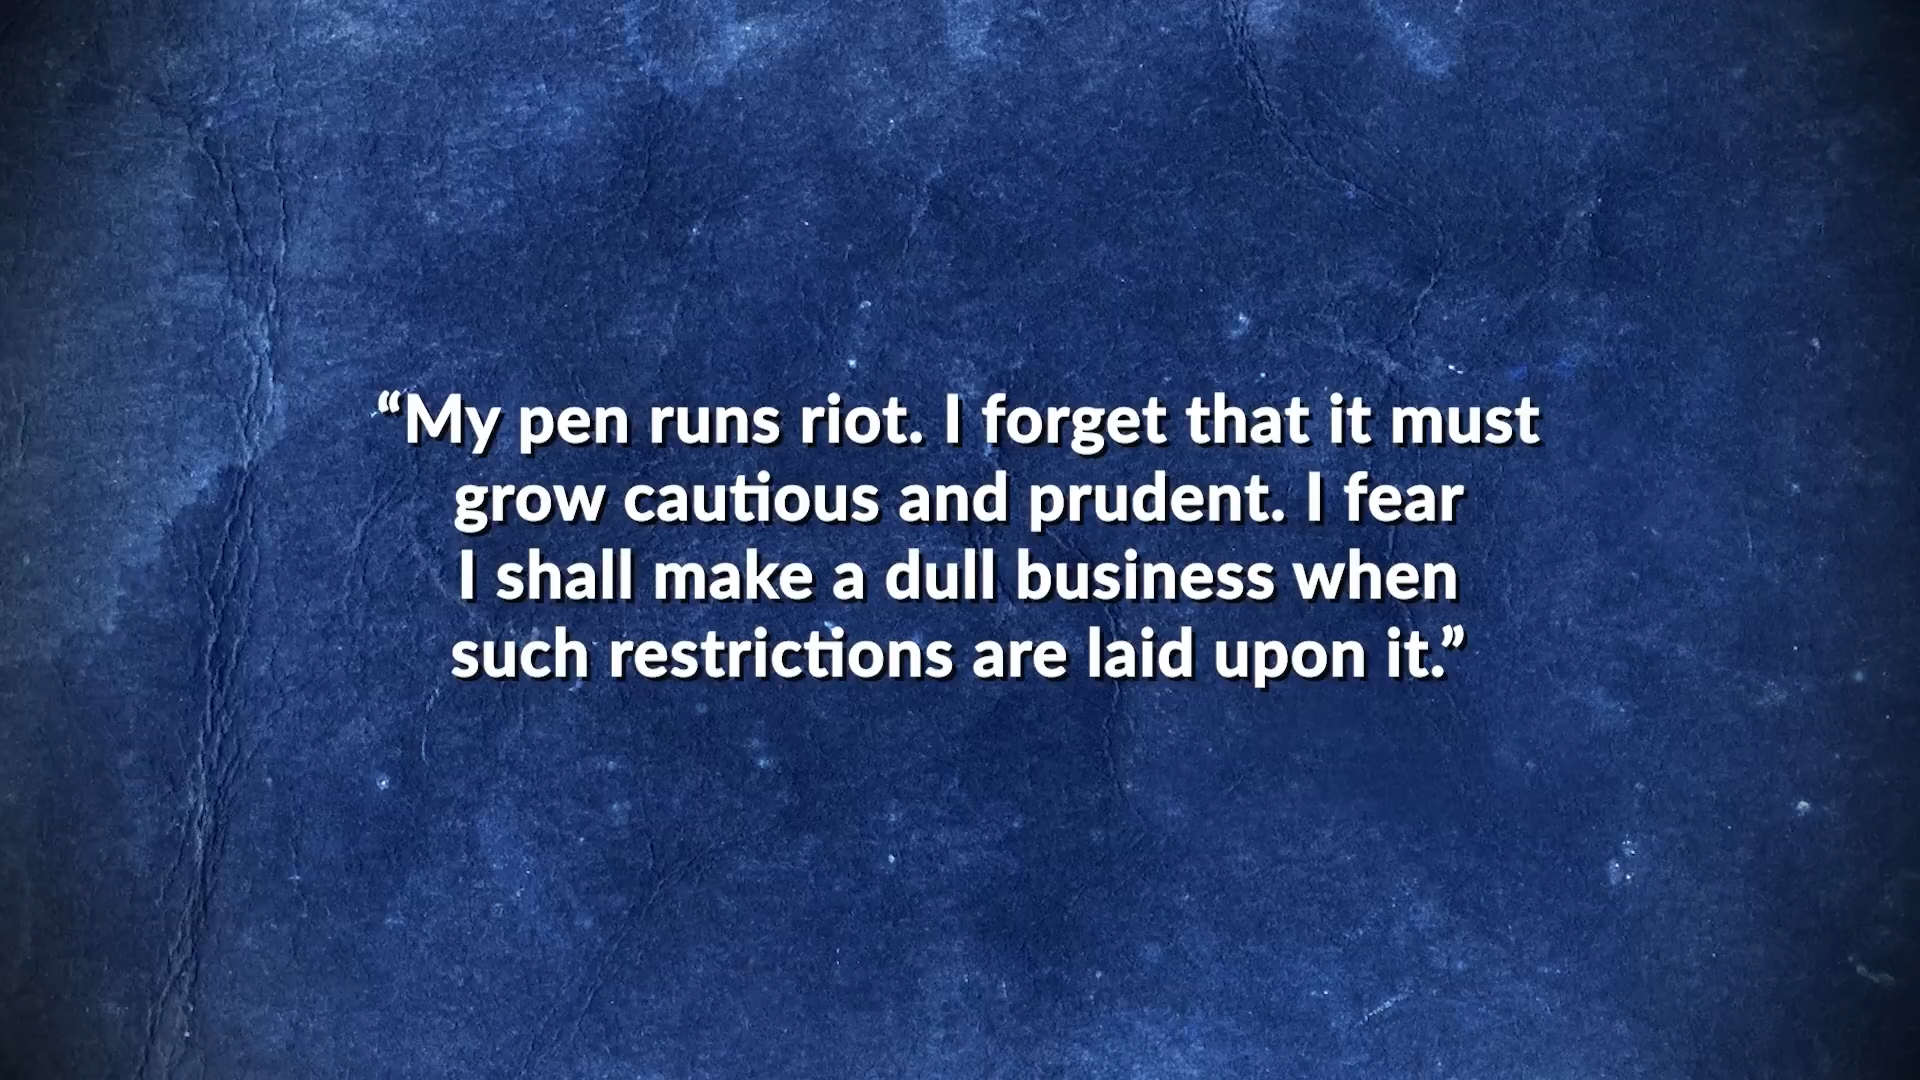 “My pen runs riot. I forget that it must
grow cautious and prudent. I fear
I shall make a dull business when
such restrictions are laid upon it.”